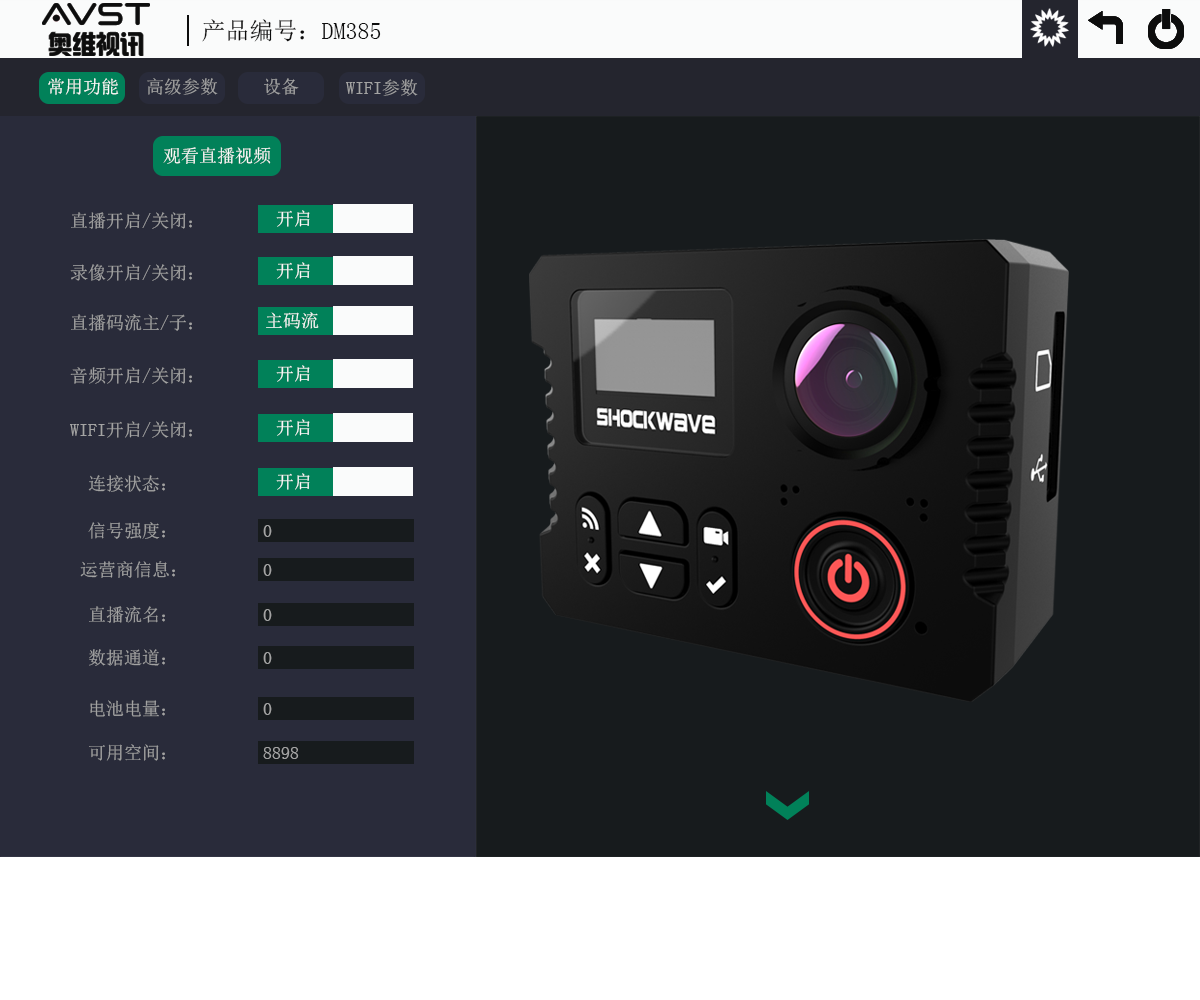 AVST
奥维视讯
产品编号：DM385
常用功能 高级参数 设备 WIFI参数
观看直播视频
直播开启/关闭： 开启
录像开启/关闭： 开启
直播码流主/子： 主码流
音频开启/关闭： 开启
WIFI开启/关闭： 开启
连接状态： 开启
信号强度： 0
运营商信息： 0
直播流名： 0
数据通道： 0
电池电量： 0
可用空间： 8898
SHOCKWAVE